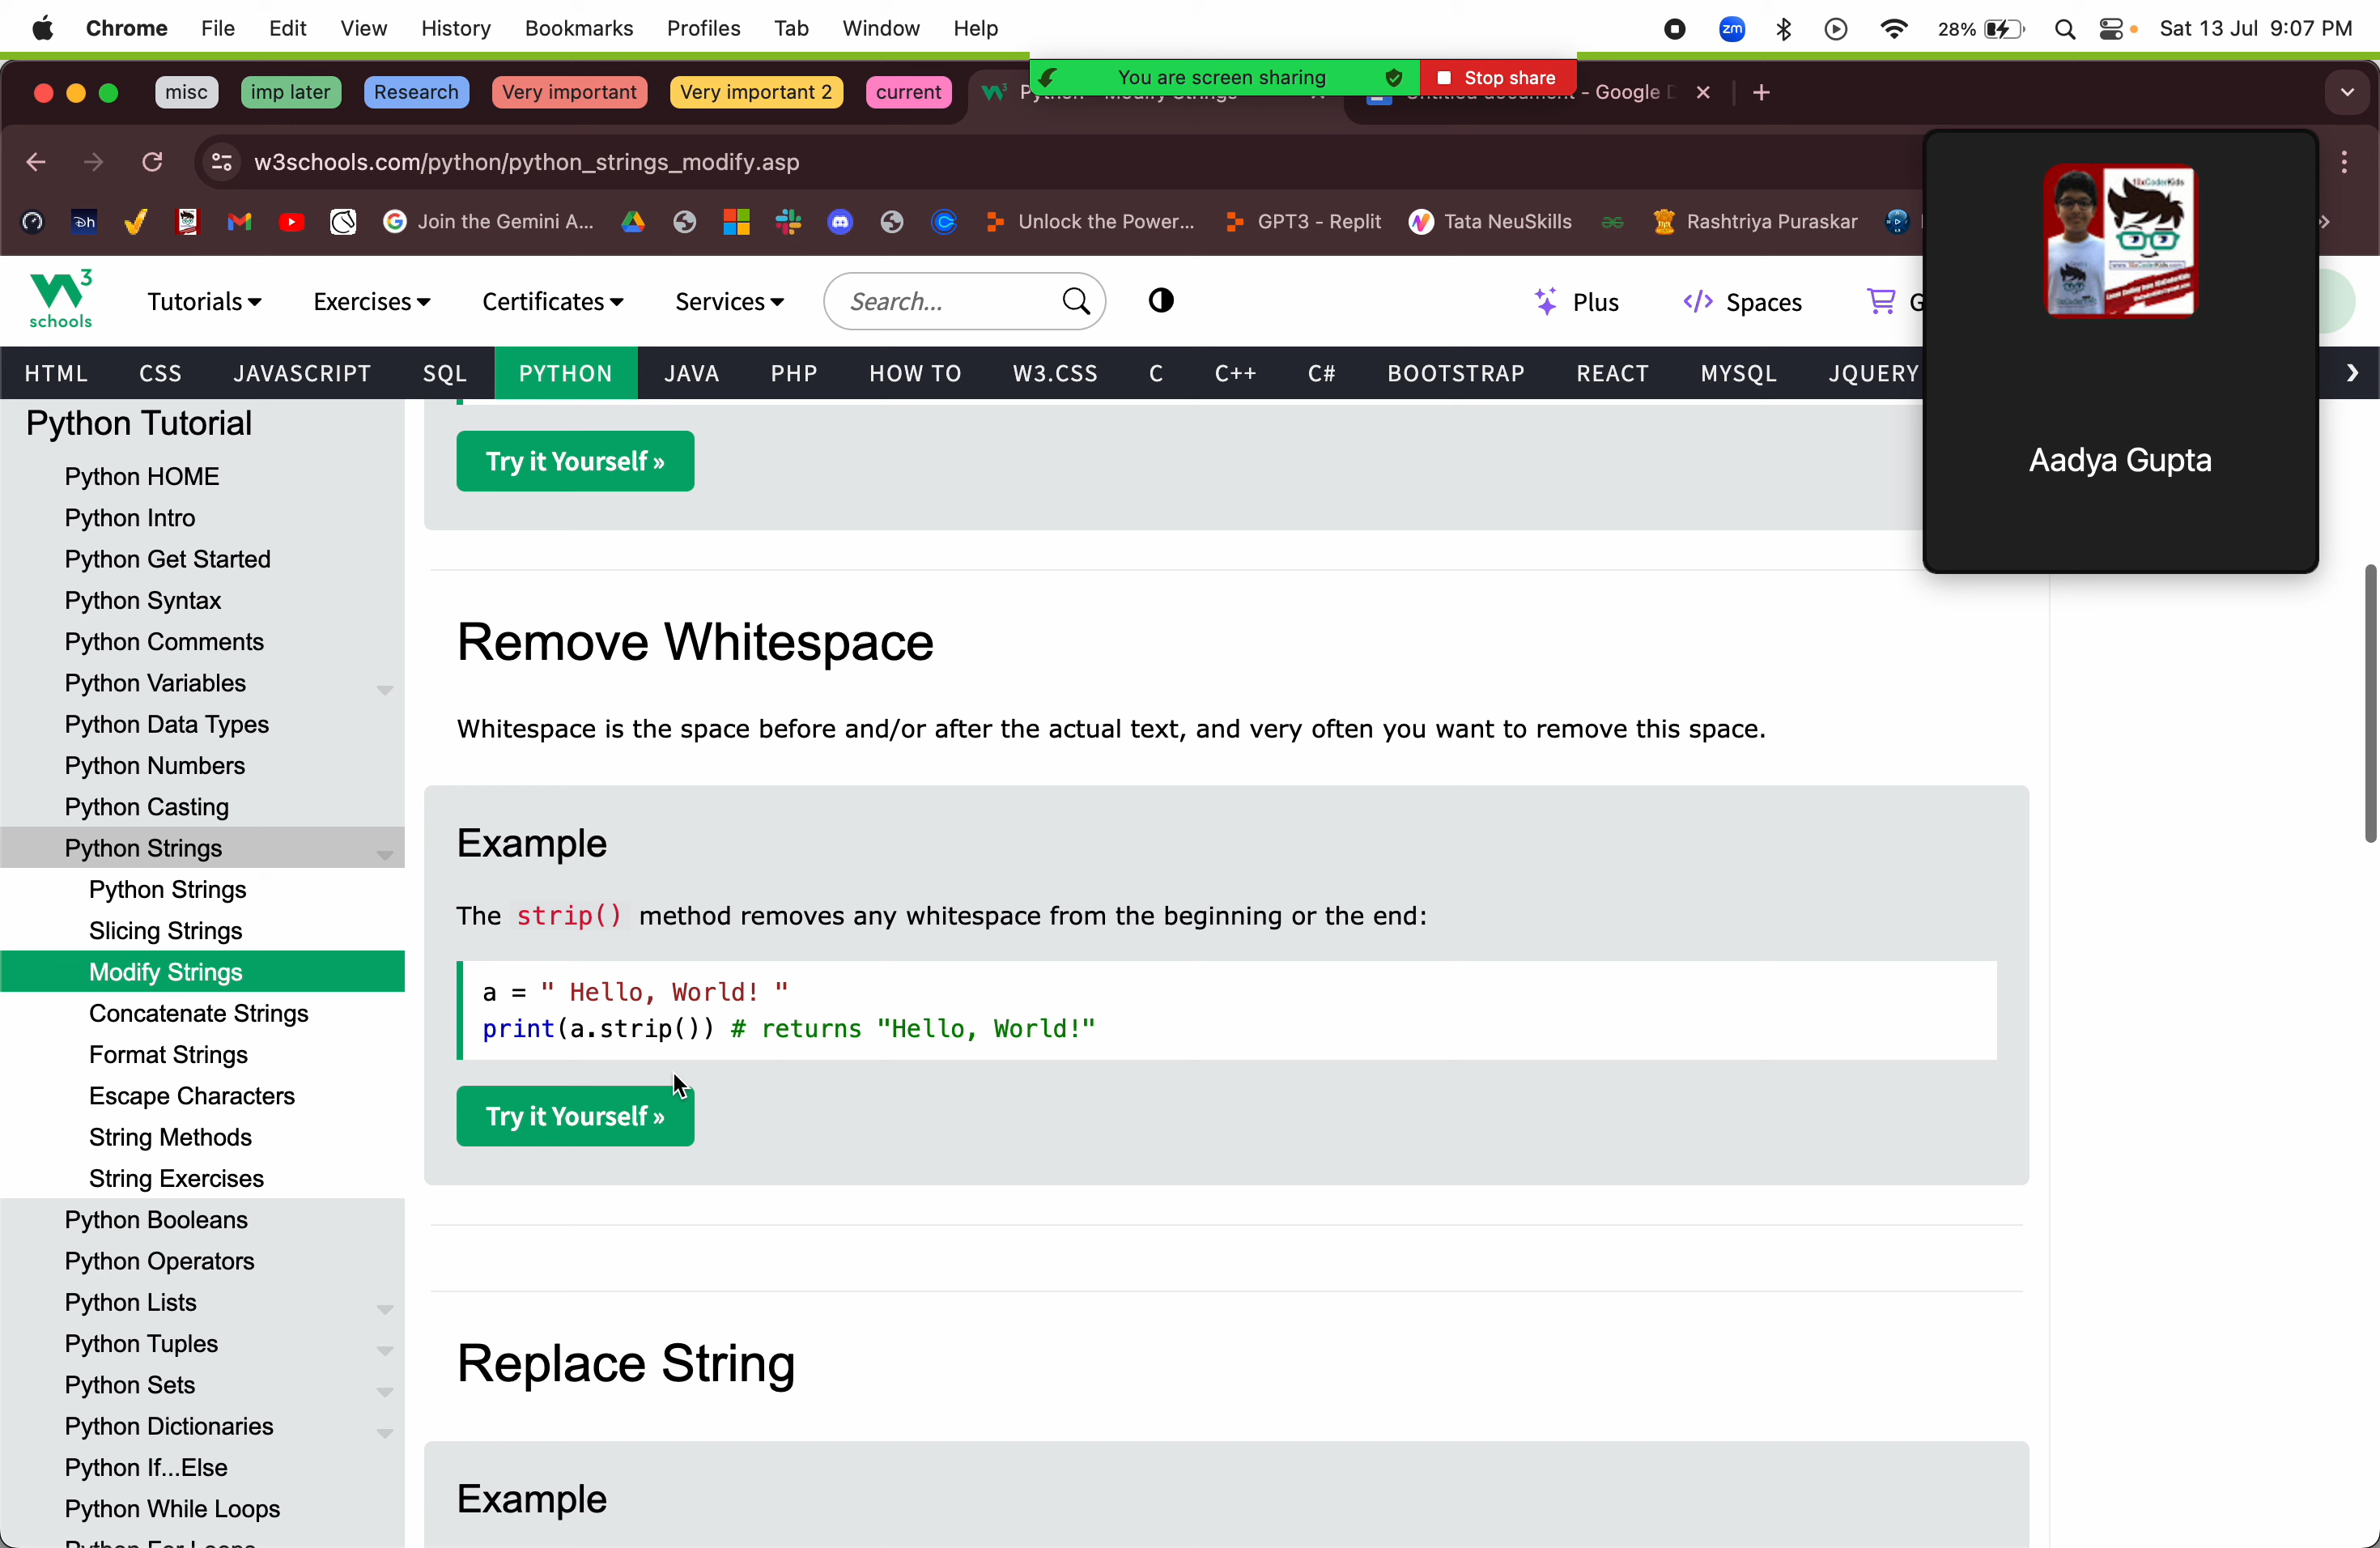 Chrome File Edit View History Bookmarks Profiles Tab Window Help zm 28% Sat 13 Jul 9:07 PM
You are screen sharing Stop share
misc imp later Research Very important Very important 2 current - Google
w3schools.com/python/python_strings_modify.asp
Join the Gemini A... Unlock the Power... GPT3 - Replit Tata NeuSkills Rashtriya Puraskar
Aadya Gupta
W3 schools Tutorials Exercises Certificates Services Search... Plus Spaces G
HTML CSS JAVASCRIPT SQL PYTHON JAVA PHP HOW TO W3.CSS C C++ C# BOOTSTRAP REACT MYSQL JQUERY
Python Tutorial
Python HOME
Python Intro
Python Get Started
Python Syntax
Python Comments
Python Variables
Python Data Types
Python Numbers
Python Casting
Python Strings
Python Strings
Slicing Strings
Modify Strings
Concatenate Strings
Format Strings
Escape Characters
String Methods
String Exercises
Python Booleans
Python Operators
Python Lists
Python Tuples
Python Sets
Python Dictionaries
Python If...Else
Python While Loops
Try it Yourself »
Remove Whitespace
Whitespace is the space before and/or after the actual text, and very often you want to remove this space.
Example
The strip() method removes any whitespace from the beginning or the end:
a = " Hello, World! "
print(a.strip()) # returns "Hello, World!"
Try it Yourself »
Replace String
Example